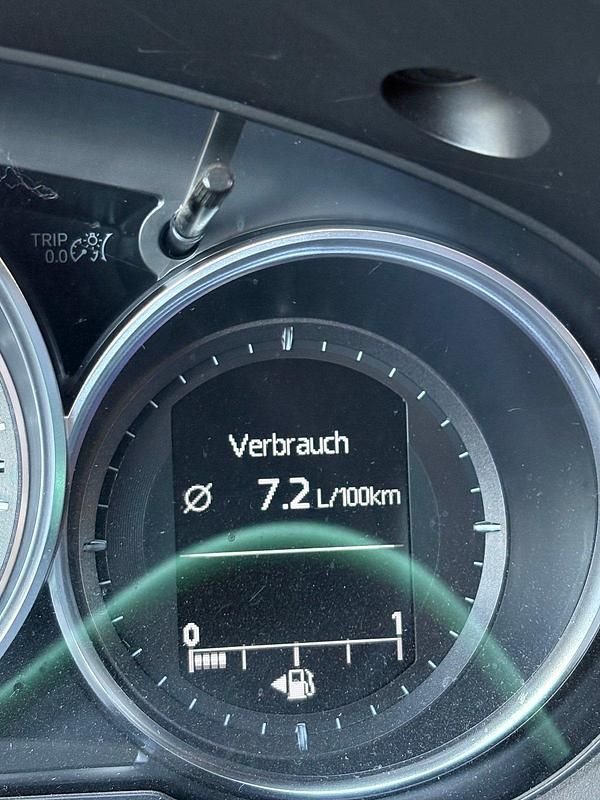 TRIP
0.0
Verbrauch
Ø 7.2 L/100km
0 1